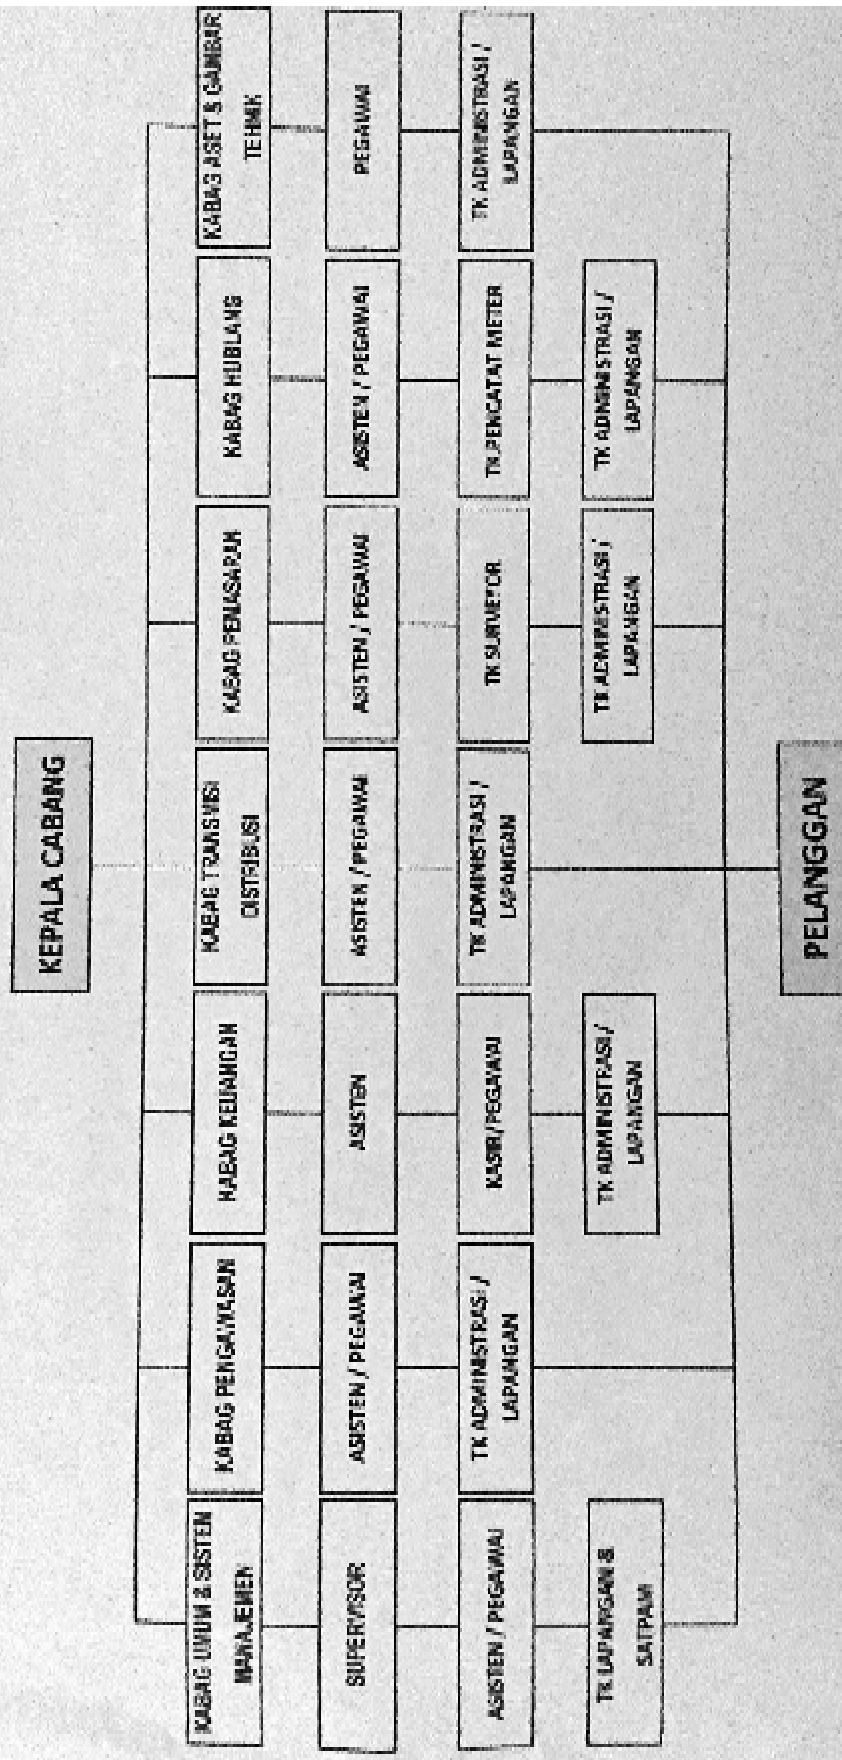 KEPALA CABANG
KABAG UMUM & SISTEN
MANAJEMEN
KABAG PENGAWASAN
KABAG KEUANGAN
KABAG TRANSMISI
DISTRIBUSI
KABAG PEMASARAN
KABAG HUBLANG
KABAG ASET & GAMBAR
TEHNIK
SUPERVISOR
ASISTEN / PEGAWAI
ASISTEN
ASISTEN / PEGAWAI
ASISTEN / PEGAWAI
ASISTEN / PEGAWAI
PEGAWAI
ASISTEN / PEGAWAI
TK ADMINISTRASI /
LAPANGAN
KASIR/PEGAWAI
TK ADMINISTRASI /
LAPANGAN
TK SURVEYOR
TK.PENCATAT METER
TK ADMINISTRASI /
LAPANGAN
TK LAPANGAN &
SATPAM
TK ADMINISTRASI/
LAPANGAN
TK ADMINISTRASI /
LAPANGAN
TK ADMINISTRASI /
LAPANGAN
PELANGGAN